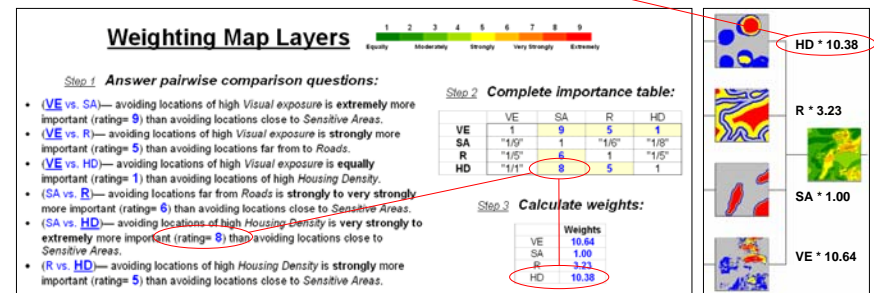 Weighting Map Layers
1 2 3 4 5 6 7 8 9
Equally Moderately Strongly Very Strongly Extremely
Step 1 Answer pairwise comparison questions:
• (VE vs. SA)— avoiding locations of high Visual exposure is extremely more
important (rating= 9) than avoiding locations close to Sensitive Areas.
• (VE vs. R)— avoiding locations of high Visual exposure is strongly more
important (rating= 5) than avoiding locations far from to Roads.
• (VE vs. HD)— avoiding locations of high Visual exposure is equally
important (rating= 1) than avoiding locations of high Housing Density.
• (SA vs. R)— avoiding locations far from Roads is strongly to very strongly
more important (rating= 6) than avoiding locations close to Sensitive Areas.
• (SA vs. HD)— avoiding locations of high Housing Density is very strongly to
extremely more important (rating= 8) than avoiding locations close to
Sensitive Areas.
• (R vs. HD)— avoiding locations of high Housing Density is strongly more
important (rating= 5) than avoiding locations close to Sensitive Areas.
Step 2 Complete importance table:
VE SA R HD
VE 1 9 5 1
SA "1/9" 1 "1/6" "1/8"
R "1/5" 6 1 "1/5"
HD "1/1" 8 5 1
Step 3 Calculate weights:
Weights
VE 10.64
SA 1.00
R 3.23
HD 10.38
HD * 10.38
R * 3.23
SA * 1.00
VE * 10.64